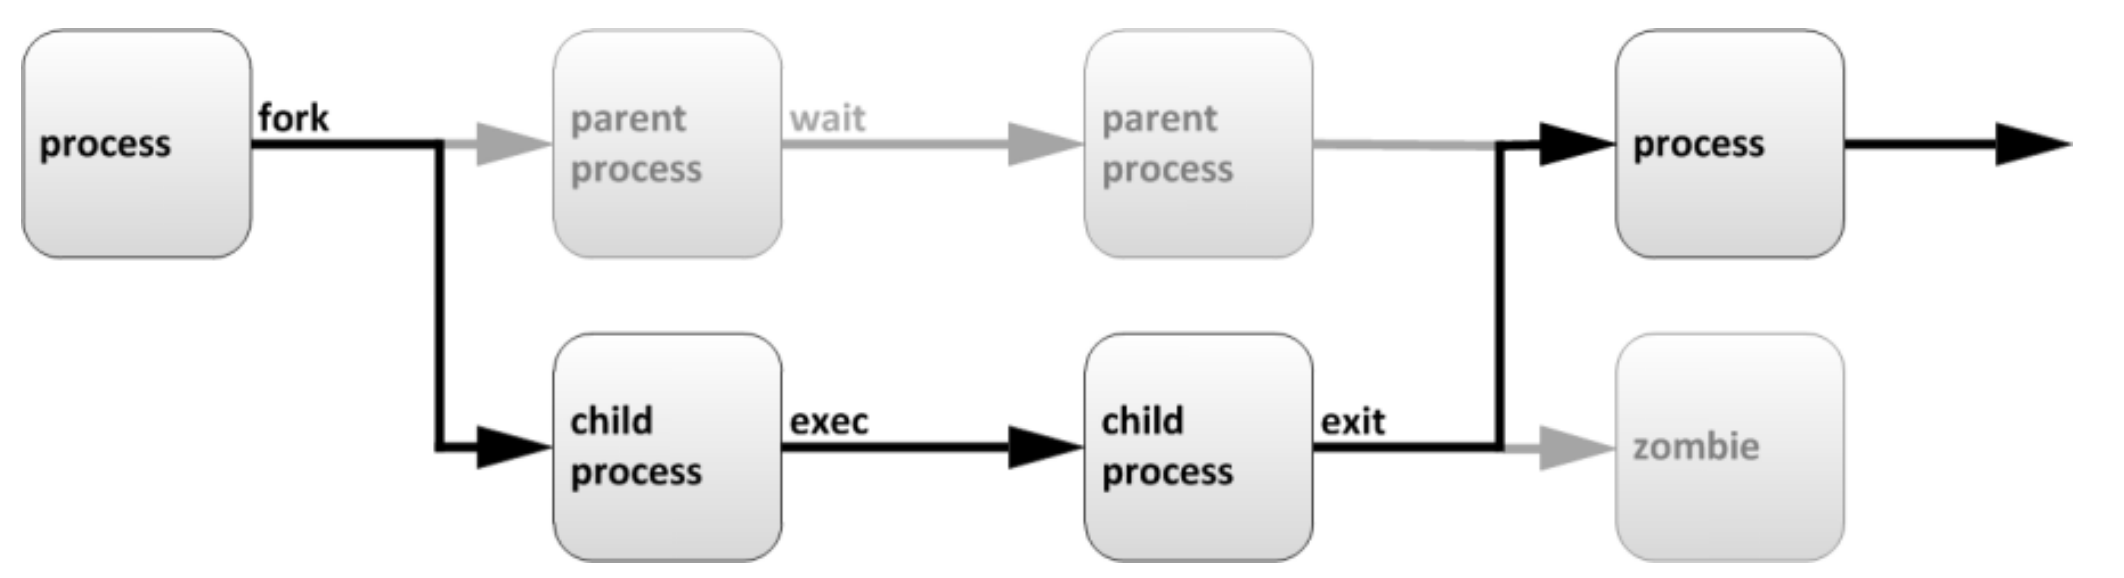 process
fork
parent
process
wait
parent
process
process
child
process
exec
child
process
exit
zombie